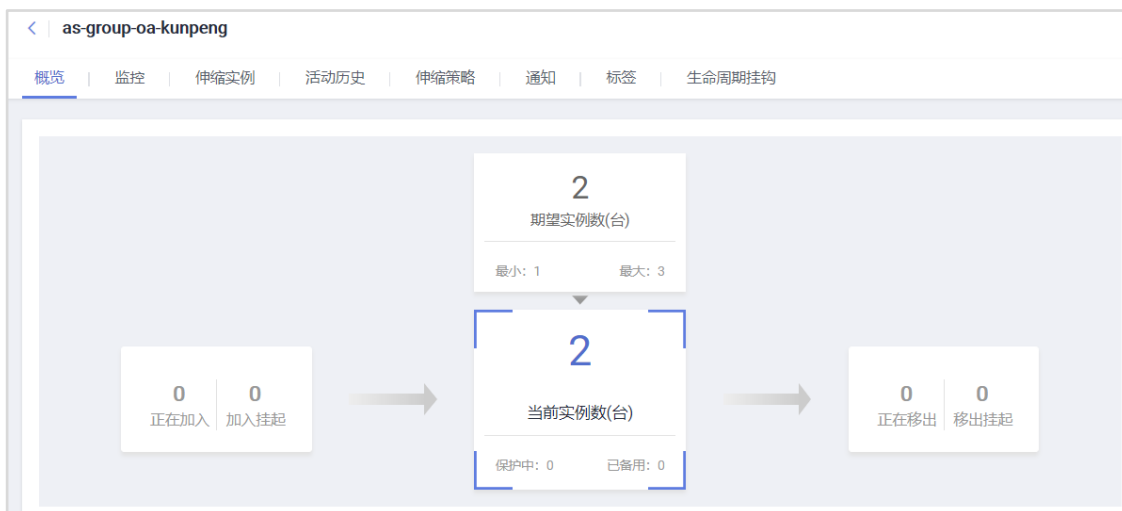 as-group-oa-kunpeng
概览 监控 伸缩实例 活动历史 伸缩策略 通知 标签 生命周期挂钩
2
期望实例数(台)
最小: 1 最大: 3
2
当前实例数(台)
保护中: 0 已备用: 0
0 0
正在加入 加入挂起
0 0
正在移出 移出挂起